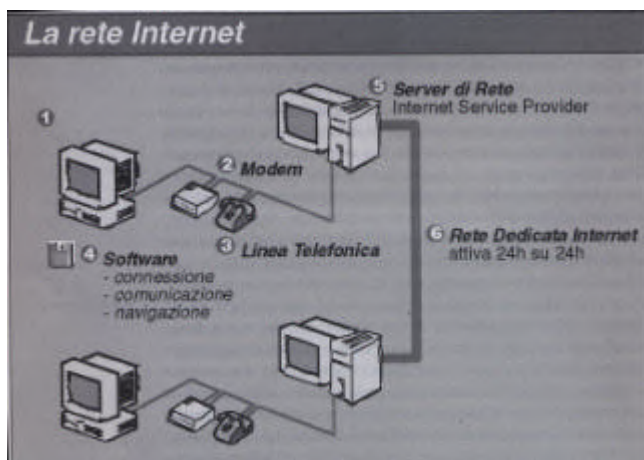 La rete Internet
1
5 Server di Rete
Internet Service Provider
2 Modem
3 Linea Telefonica
4 Software
- connessione
- comunicazione
- navigazione
6 Rete Dedicata Internet
attiva 24h su 24h